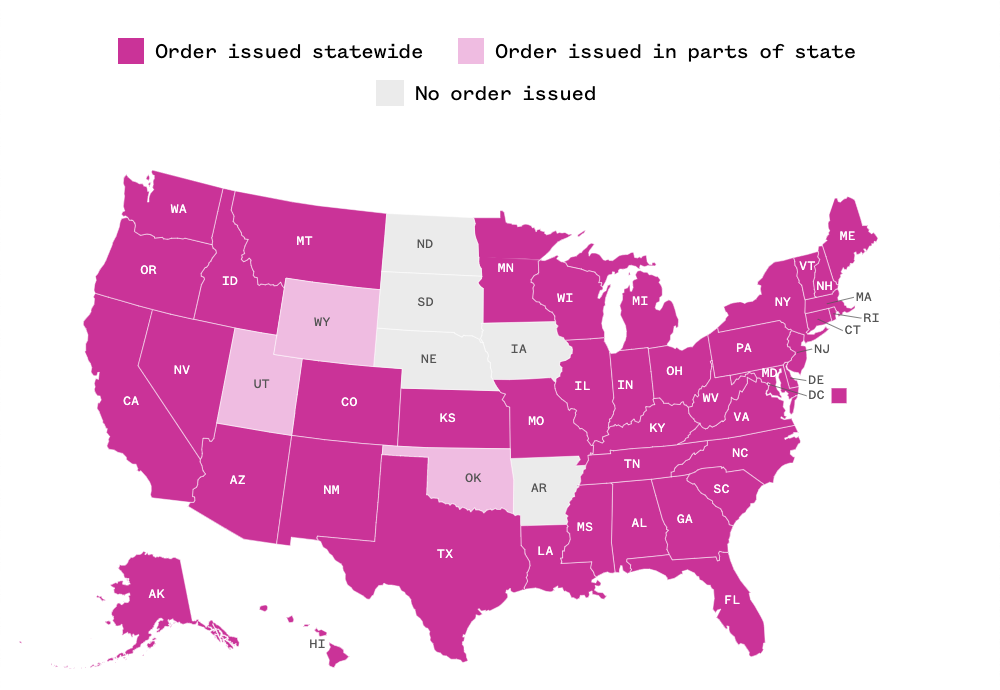 Order issued statewide Order issued in parts of state
No order issued
WA
ME
MT
ND
OR
VT
MN
ID
NH
WI
MA
SD
MI
NY
RI
WY
CT
PA
NJ
IA
NE
NV
OH
MD
UT
IN
IL
DE
DC
WV
CA
CO
KS
VA
MO
KY
NC
TN
OK
AZ
AR
SC
NM
GA
AL
MS
LA
TX
AK
FL
HI